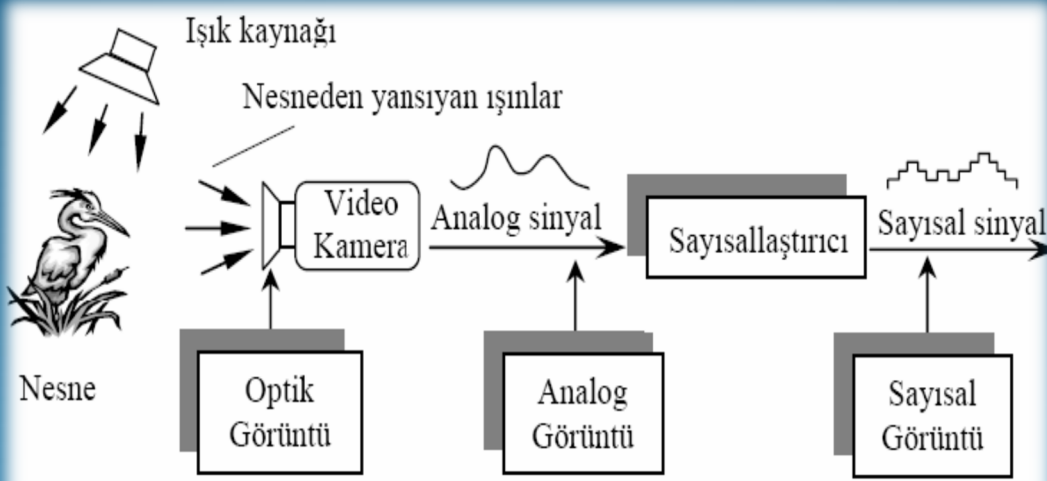 Işık kaynağı
Nesneden yansıyan ışınlar
Video
Kamera
Analog sinyal
Sayısallaştırıcı
Sayısal sinyal
Nesne
Optik
Görüntü
Analog
Görüntü
Sayısal
Görüntü